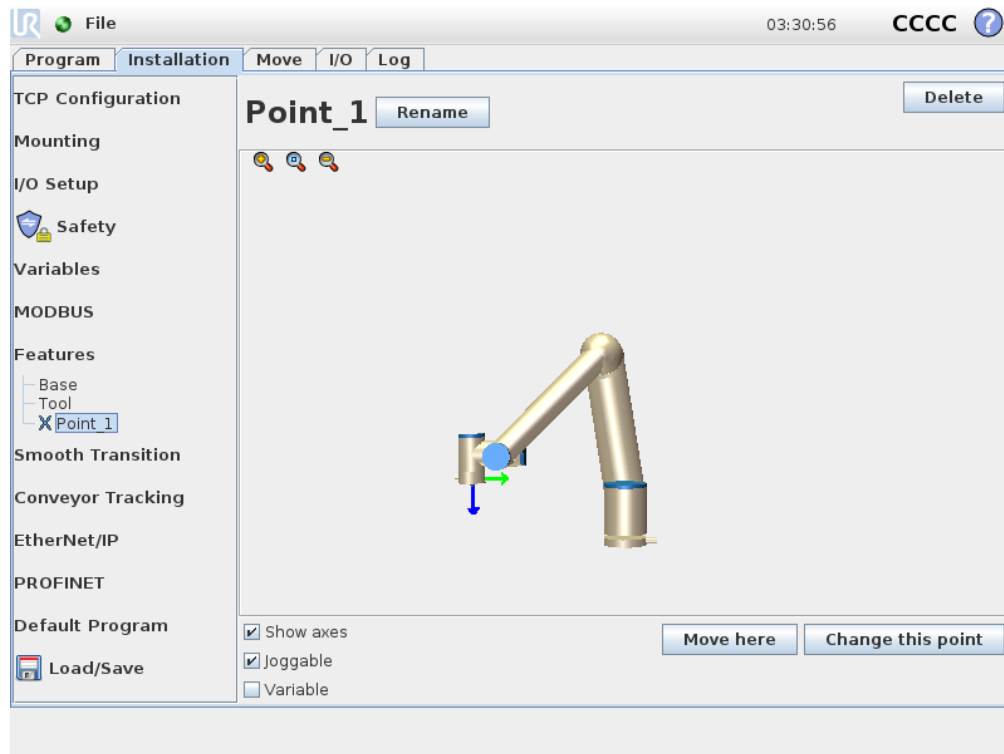 UR File 03:30:56 CCCC ?
Program Installation Move I/O Log
TCP Configuration
Mounting
I/O Setup
Safety
Variables
MODBUS
Features
Base
Tool
Point_1
Smooth Transition
Conveyor Tracking
EtherNet/IP
PROFINET
Default Program
Load/Save
Point_1 Rename Delete
Show axes
Joggable
Variable
Move here Change this point